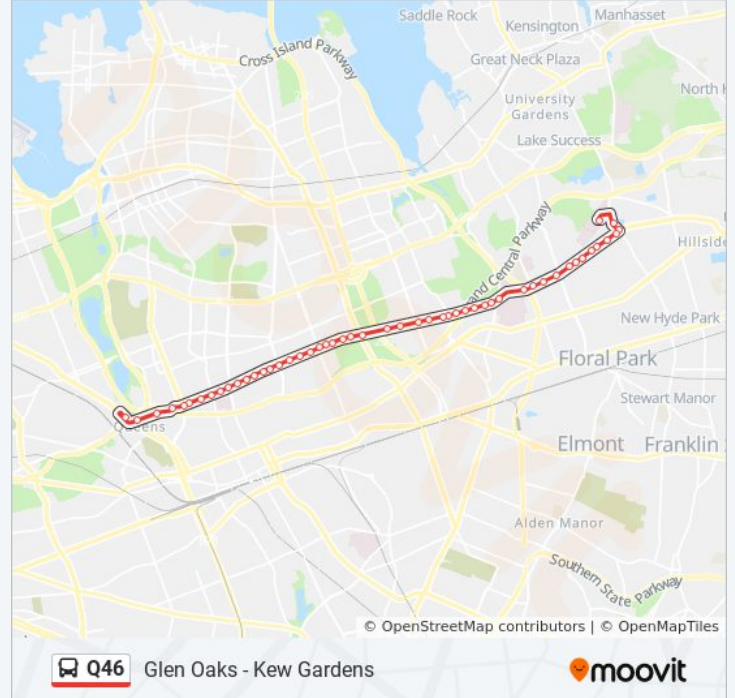 Saddle Rock
Manhasset
Kensington
Cross Island Parkway
Great Neck Plaza
North
University
Gardens
Lake Success
and Central Parkway
Hillside
New Hyde Park
Floral Park
Stewart Manor
Queens
Elmont
Franklin
Alden Manor
Southern State Parkway
© OpenStreetMap contributors | © OpenMapTiles
Q46
Glen Oaks - Kew Gardens
moovit